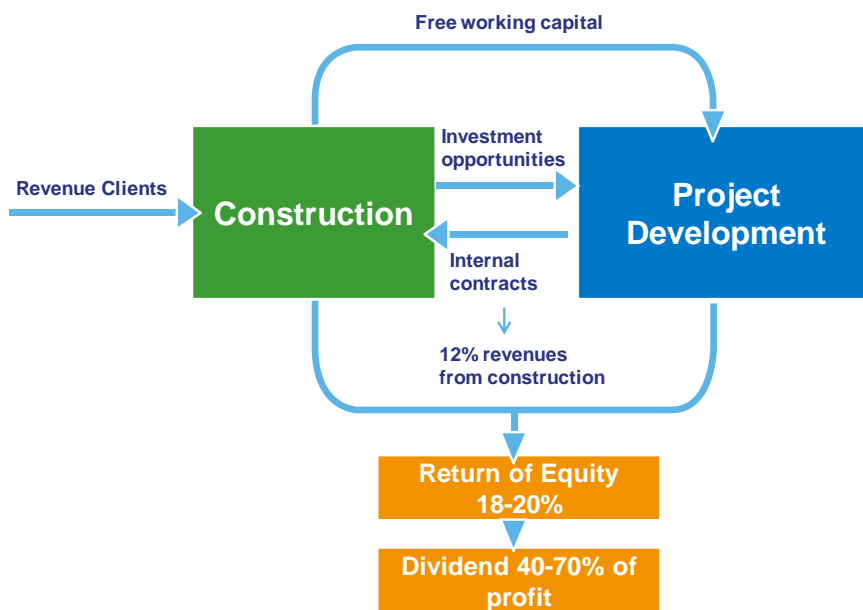 Free working capital
Revenue Clients
Construction
Investment
opportunities
Internal
contracts
12% revenues
from construction
Project
Development
Return of Equity
18-20%
Dividend 40-70% of
profit